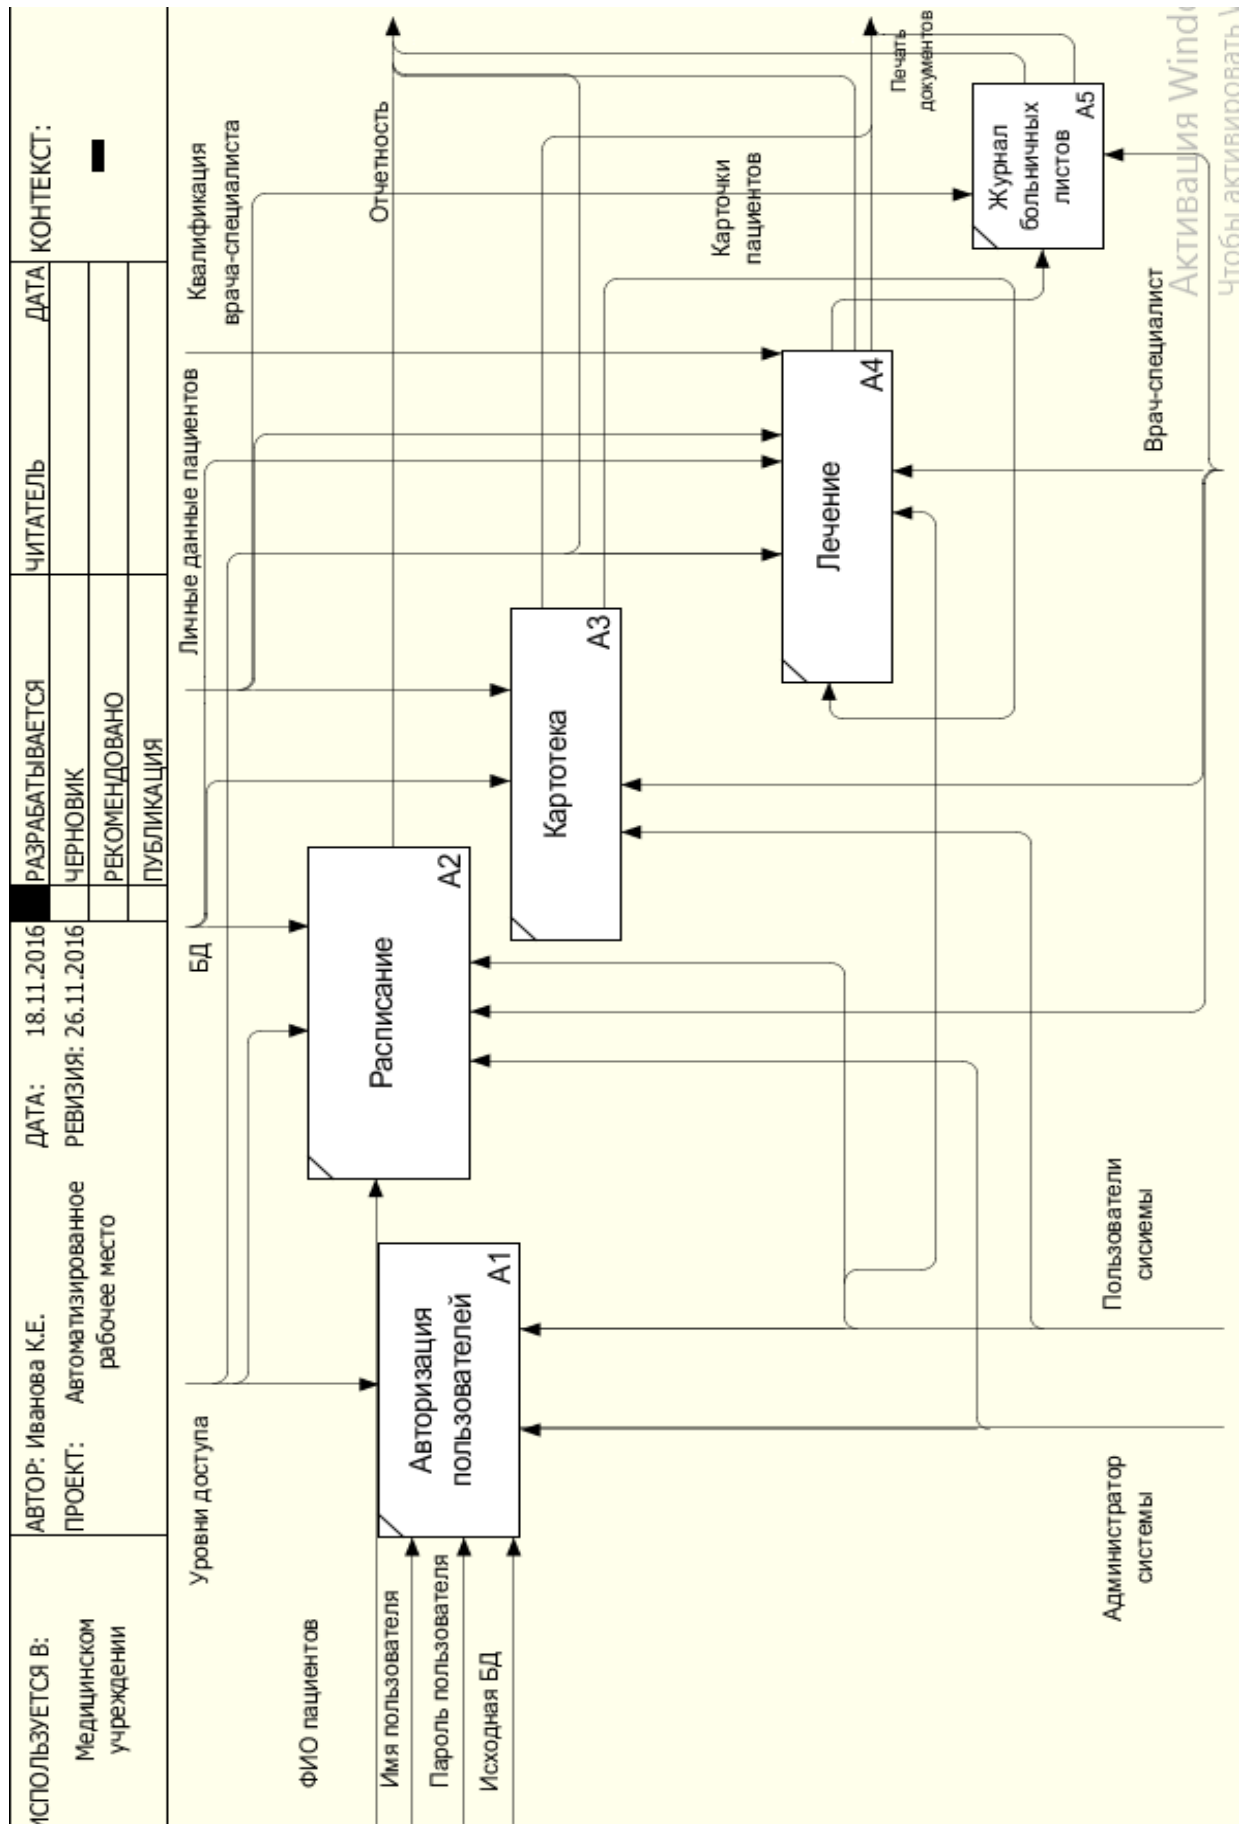 ИСПОЛЬЗУЕТСЯ В:
Медицинском
учреждении
АВТОР: Иванова К.Е.
ДАТА: 18.11.2016
ПРОЕКТ: Автоматизированное
рабочее место
РЕВИЗИЯ: 26.11.2016
РАЗРАБАТЫВАЕТСЯ
ЧЕРНОВИК
РЕКОМЕНДОВАНО
ПУБЛИКАЦИЯ
ЧИТАТЕЛЬ
ДАТА
КОНТЕКСТ:
Уровни доступа
БД
Личные данные пациентов
Квалификация
врача-специалиста
ФИО пациентов
Имя пользователя
Пароль пользователя
Исходная БД
Авторизация
пользователей
A1
Расписание
A2
Картотека
A3
Лечение
A4
Журнал
больничных
листов
A5
Отчетность
Карточки
пациентов
Печать
документов
Администратор
системы
Пользователи
сисиемы
Врач-специалист
Активация Windo
Чтобы активировать W